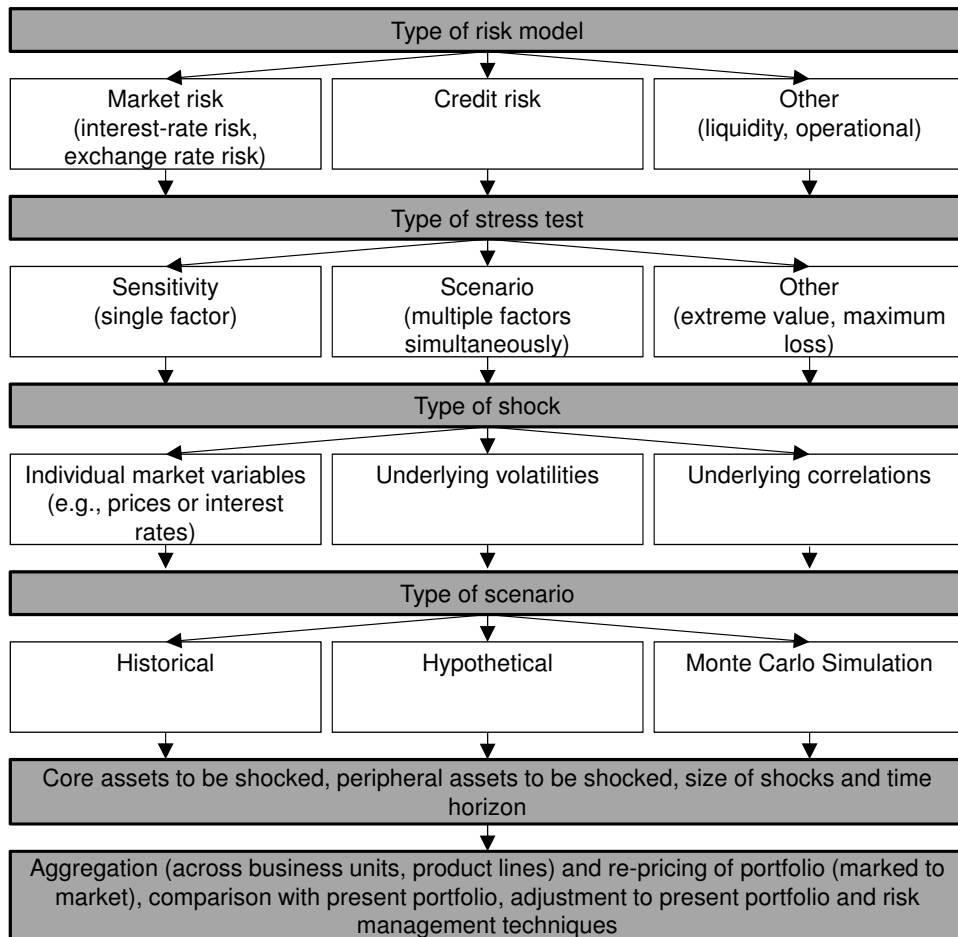 Type of risk model
Market risk
(interest-rate risk,
exchange rate risk)
Credit risk
Other
(liquidity, operational)
Type of stress test
Sensitivity
(single factor)
Scenario
(multiple factors
simultaneously)
Other
(extreme value, maximum
loss)
Type of shock
Individual market variables
(e.g., prices or interest
rates)
Underlying volatilities
Underlying correlations
Type of scenario
Historical
Hypothetical
Monte Carlo Simulation
Core assets to be shocked, peripheral assets to be shocked, size of shocks and time
horizon
Aggregation (across business units, product lines) and re-pricing of portfolio (marked to
market), comparison with present portfolio, adjustment to present portfolio and risk
management techniques